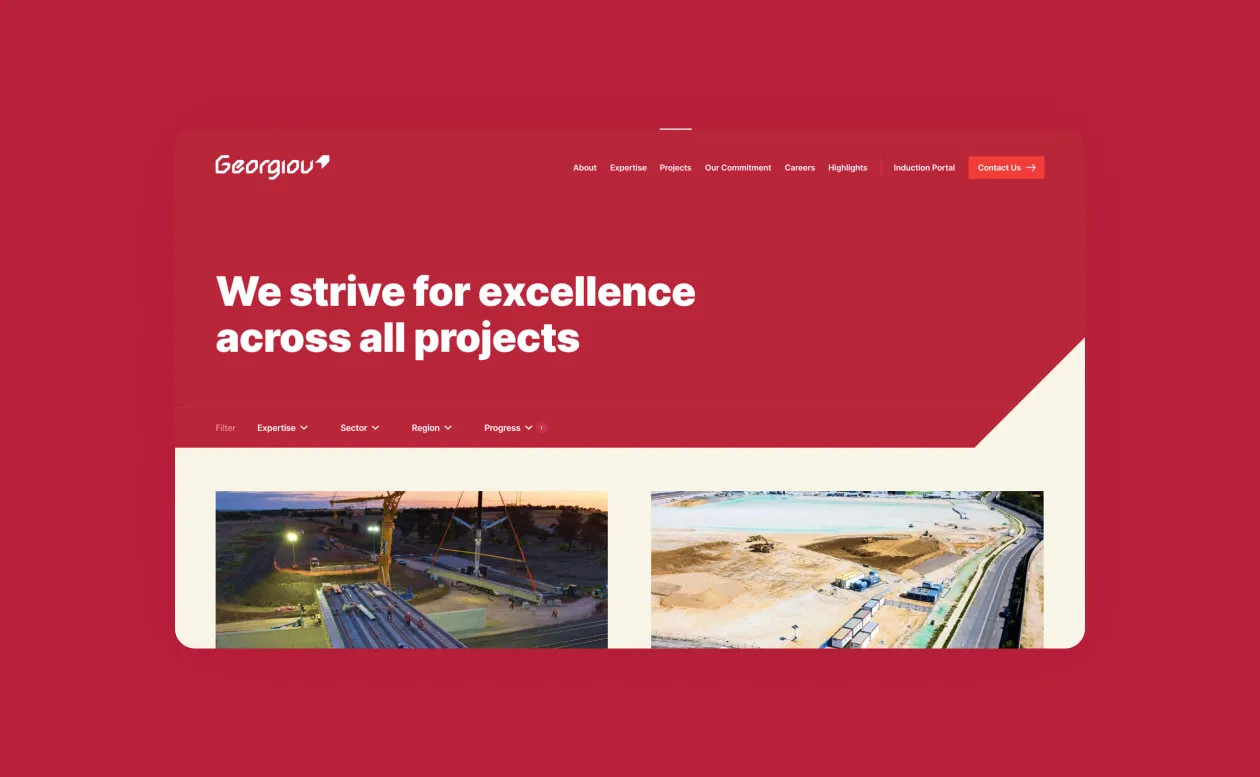 Georgiou
About Expertise Projects Our Commitment Careers Highlights Induction Portal Contact Us →
We strive for excellence
across all projects
Filter Expertise Sector Region Progress 1